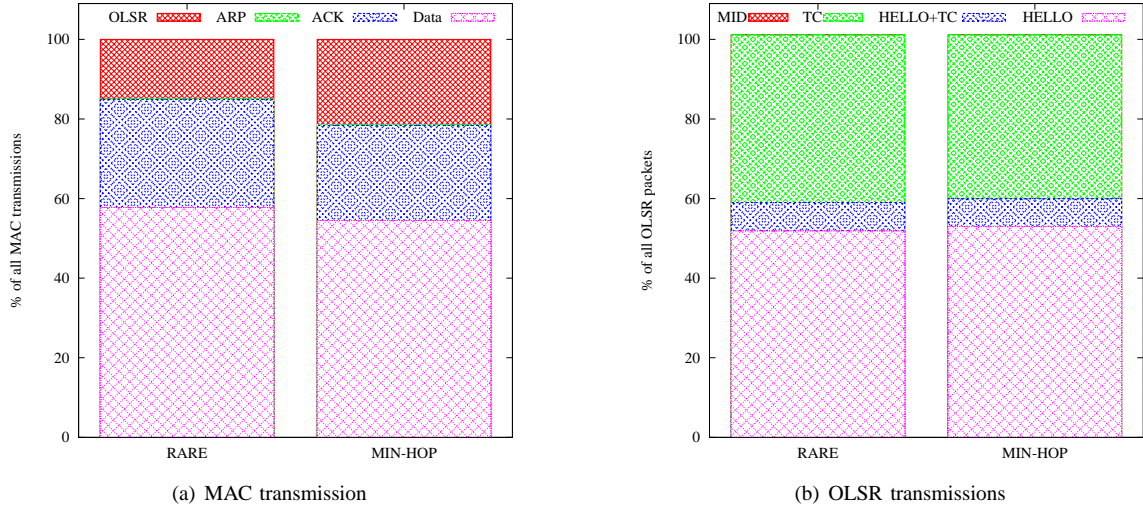 OLSR ARP ACK Data
100
80
60
40
20
0
% of all MAC transmissions
RARE MIN-HOP
(a) MAC transmission
MID TC HELLO+TC HELLO
100
80
60
40
20
0
% of all OLSR packets
RARE MIN-HOP
(b) OLSR transmissions